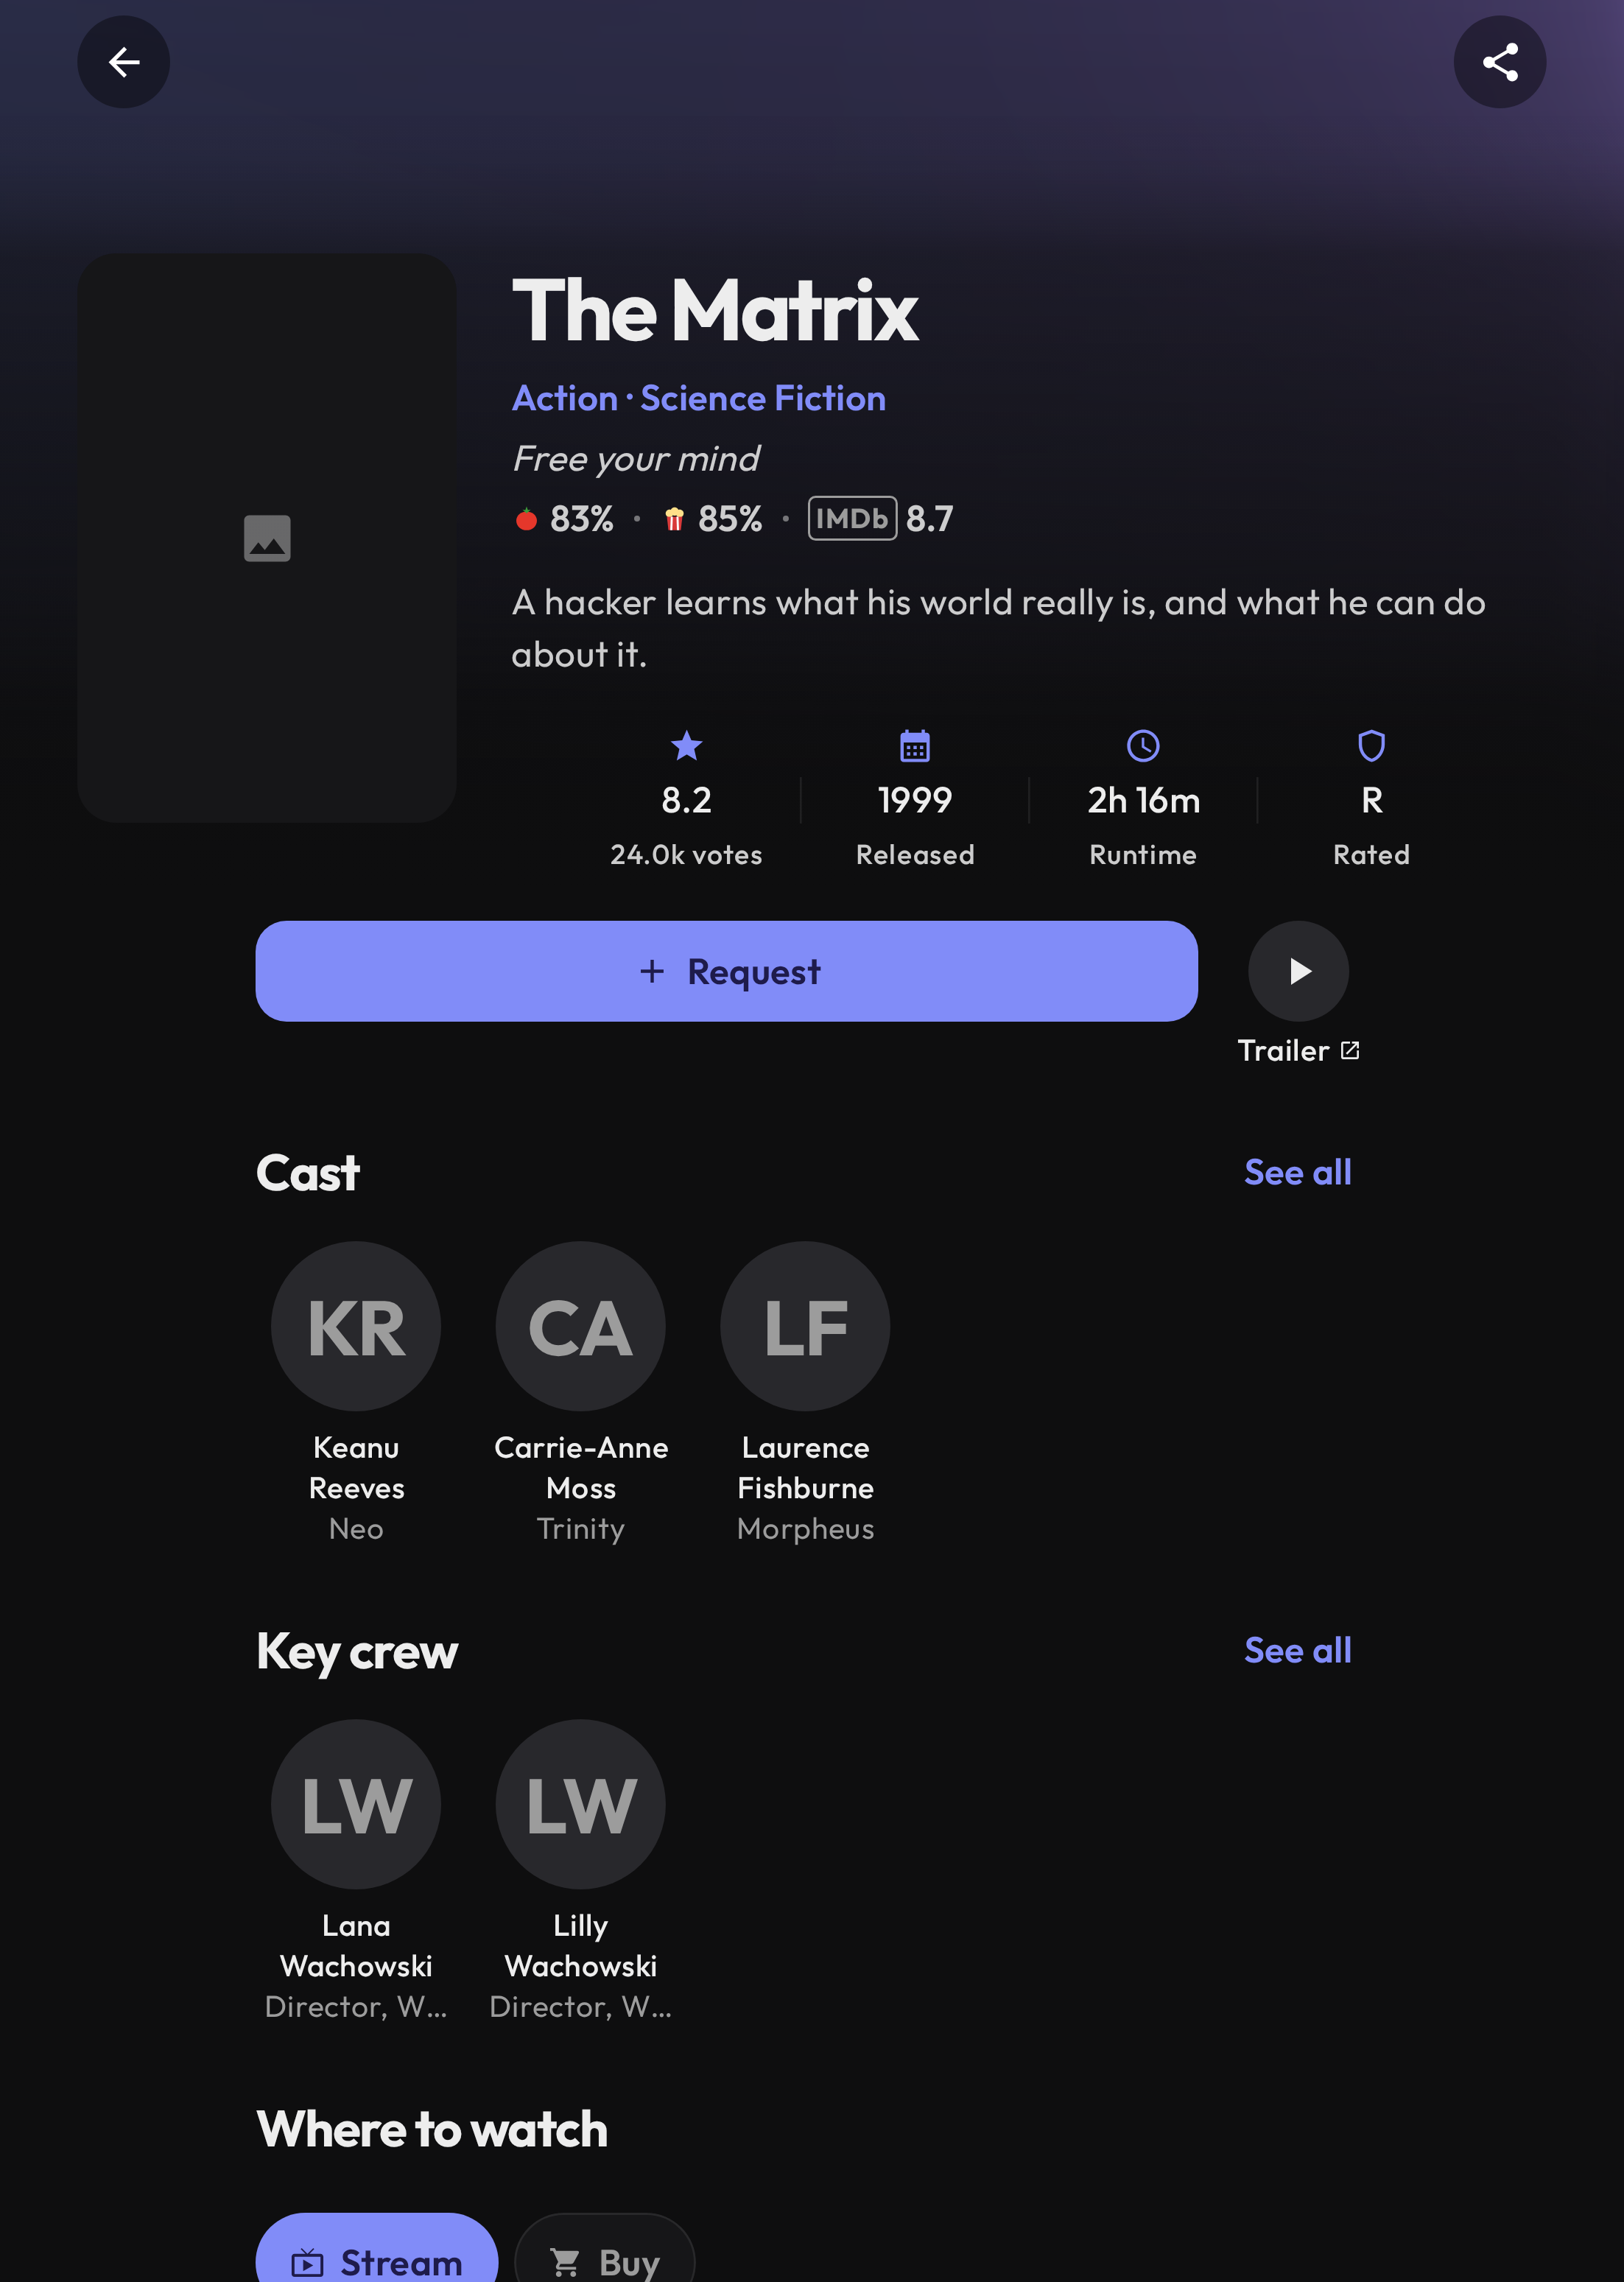 The Matrix
Action · Science Fiction
Free your mind
83% · 85% · IMDb 8.7
A hacker learns what his world really is, and what he can do
about it.
8.2 1999 2h 16m R
24.0k votes Released Runtime Rated
+ Request
Trailer
Cast See all
KR CA LF
Keanu Carrie-Anne Laurence
Reeves Moss Fishburne
Neo Trinity Morpheus
Key crew See all
LW LW
Lana Lilly
Wachowski Wachowski
Director, W... Director, W...
Where to watch
Stream Buy